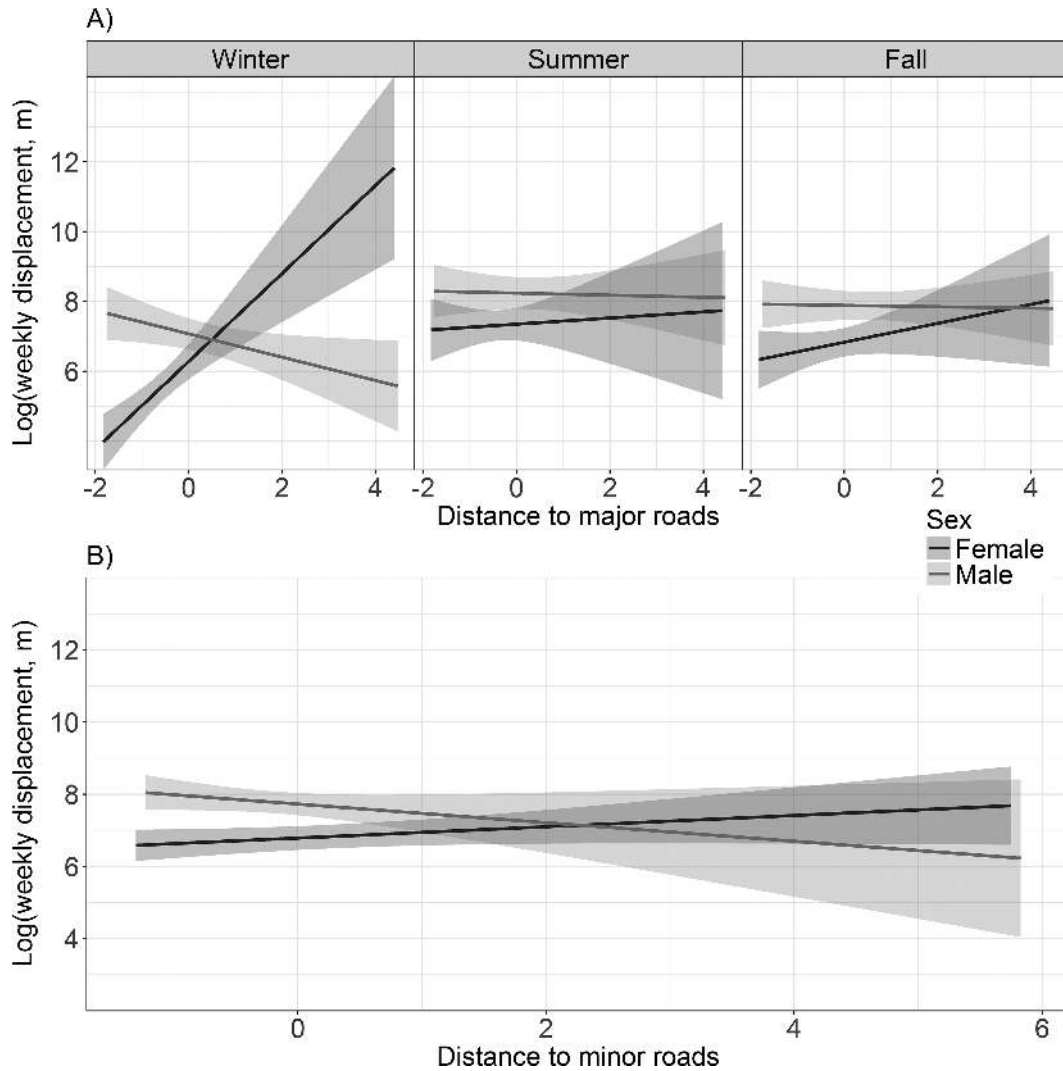 A)
Winter Summer Fall
Log(weekly displacement, m)
12
10
8
6
-2 0 2 4 -2 0 2 4 -2 0 2 4
Distance to major roads
Sex
Female
Male
B)
Log(weekly displacement, m)
12
10
8
6
4
0 2 4 6
Distance to minor roads